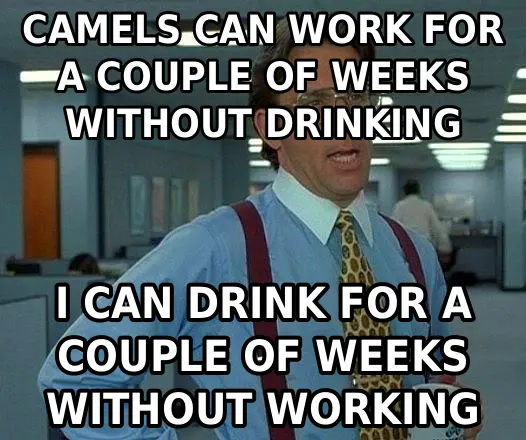 CAMELS CAN WORK FOR
A COUPLE OF WEEKS
WITHOUT DRINKING
I CAN DRINK FOR A
COUPLE OF WEEKS
WITHOUT WORKING